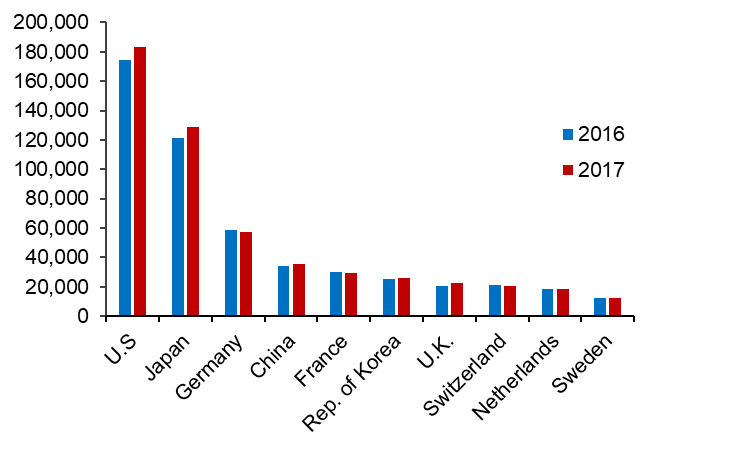 200,000
180,000
160,000
140,000
120,000
100,000
80,000
60,000
40,000
20,000
0
2016
2017
U.S
Japan
Germany
China
France
Rep. of Korea
U.K.
Switzerland
Netherlands
Sweden